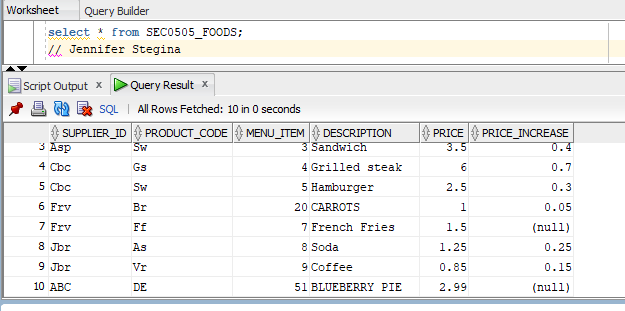 Worksheet Query Builder
select * from SEC0505_FOODS;
// Jennifer Stegina
Script Output x Query Result x
SQL | All Rows Fetched: 10 in 0 seconds
SUPPLIER_ID PRODUCT_CODE MENU_ITEM DESCRIPTION PRICE PRICE_INCREASE
3 Asp Sw 3 Sandwich 3.5 0.4
4 Cbc Gs 4 Grilled steak 6 0.7
5 Cbc Sw 5 Hamburger 2.5 0.3
6 Frv Br 20 CARROTS 1 0.05
7 Frv Ff 7 French Fries 1.5 (null)
8 Jbr As 8 Soda 1.25 0.25
9 Jbr Vr 9 Coffee 0.85 0.15
10 ABC DE 51 BLUEBERRY PIE 2.99 (null)